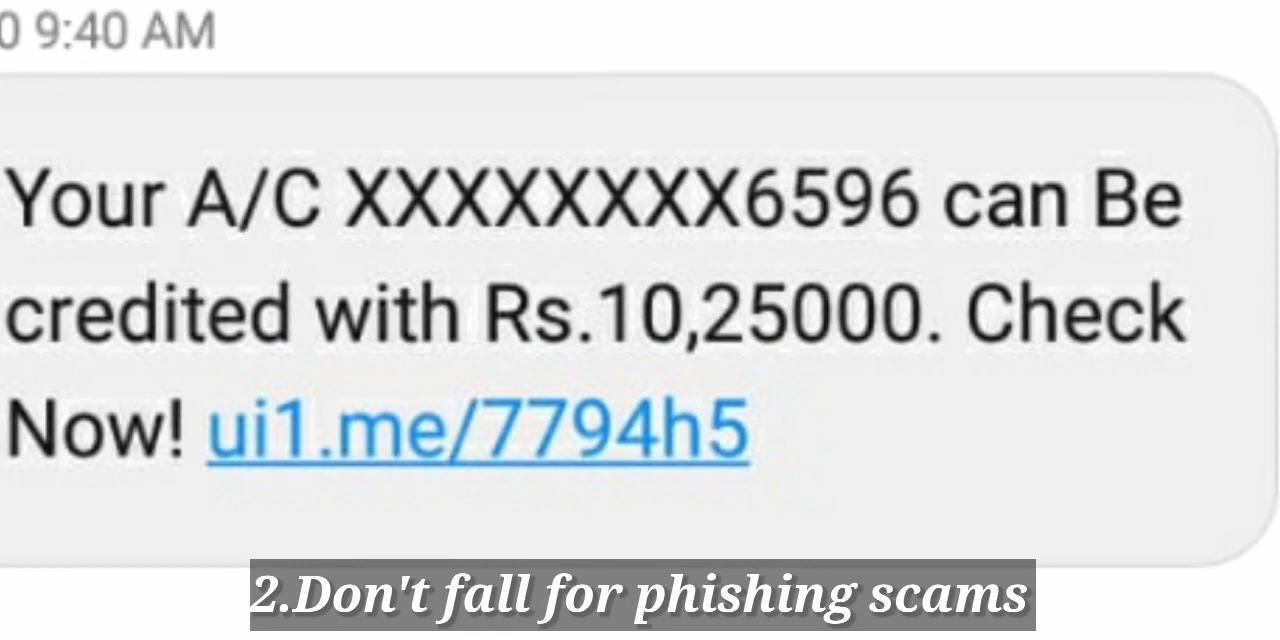 0 9:40 AM
Your A/C XXXXXXXX6596 can Be
credited with Rs.10,25000. Check
Now! ui1.me/7794h5
2.Don't fall for phishing scams